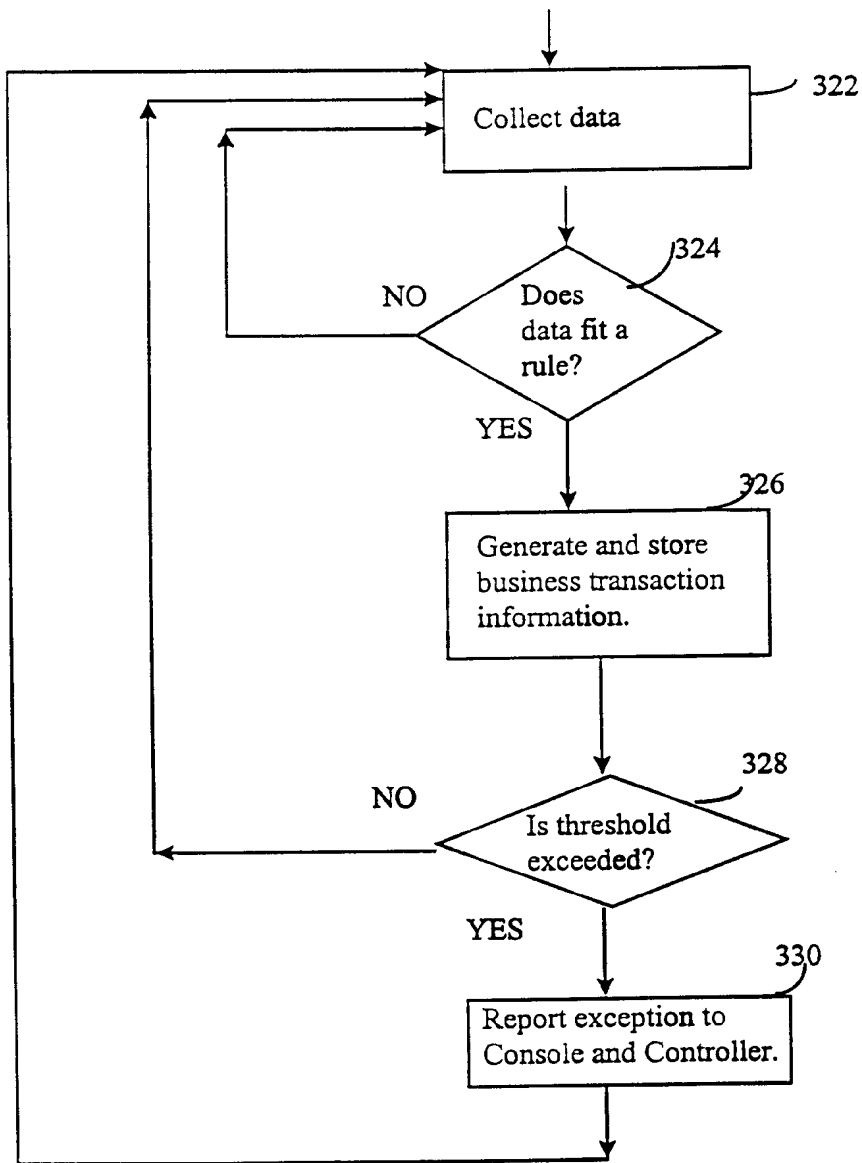 322
Collect data
324
NO
Does
data fit a
rule?
YES
326
Generate and store
business transaction
information.
328
NO
Is threshold
exceeded?
YES
330
Report exception to
Console and Controller.